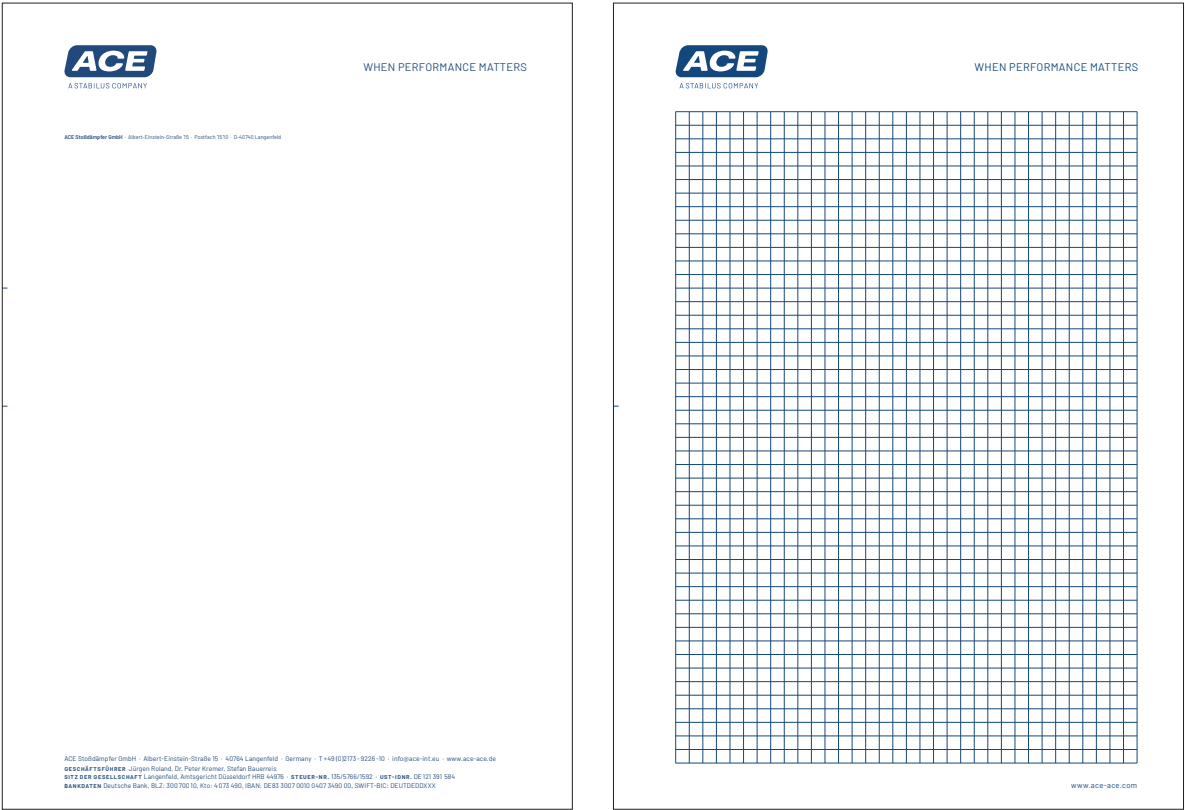 ACE
A STABILUS COMPANY
WHEN PERFORMANCE MATTERS
ACE Stoßdämpfer GmbH · Albert-Einstein-Straße 15 · Postfach 1510 · D-40740 Langenfeld
ACE Stoßdämpfer GmbH · Albert-Einstein-Straße 15 · 40764 Langenfeld · Germany · T +49 (0)2173 - 9226 -10 · info@ace-int.eu · www.ace-ace.de
GESCHÄFTSFÜHRER Jürgen Roland, Dr. Peter Kremer, Stefan Bauerreis
SITZ DER GESELLSCHAFT Langenfeld, Amtsgericht Düsseldorf HRB 44976 · STEUER-NR. 135/5766/1592 · UST-IDNR. DE 121 391 584
BANKDATEN Deutsche Bank, BLZ: 300 700 10, Kto: 4 073 490, IBAN: DE 83 3007 0010 0407 3490 00, SWIFT-BIC: DEUTDEDDXXX
ACE
A STABILUS COMPANY
WHEN PERFORMANCE MATTERS
www.ace-ace.com